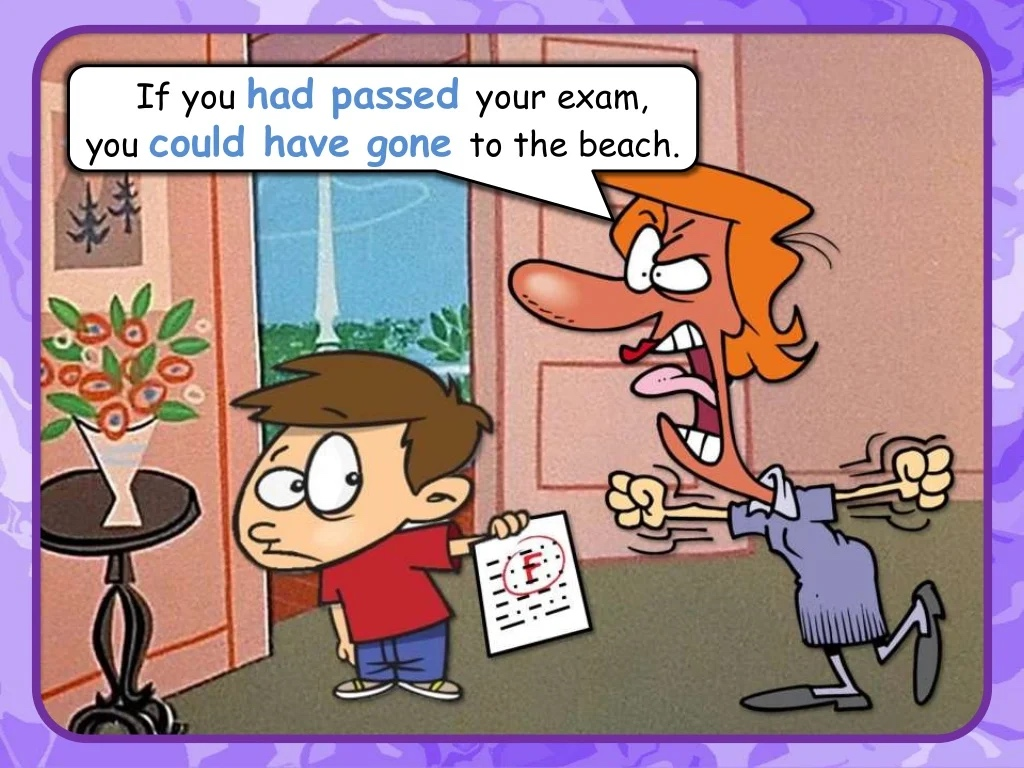 If you had passed your exam,
you could have gone to the beach.
F